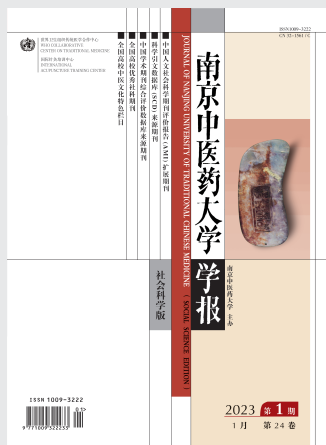 世界卫生组织传统医学合作中心
WHO COLLABORATIVE
CENTER ON TRADITIONAL MEDICINE
国际针灸培训中心
INTERNATIONAL
ACUPUNCTURE TRAINING CENTER
ISSN 1009-3222
南京中医药大学学报
JOURNAL OF NANJING UNIVERSITY OF TRADITIONAL CHINESE MEDICINE
(SOCIAL SCIENCE EDITION)
中国人文社会科学期刊评价报告(AMI)扩展期刊
科学引文数据库(SCD)来源期刊
中国学术期刊综合评价数据库来源期刊
全国高校优秀社科期刊
全国高校中医文化特色栏目
社会科学版
南京中医药大学 主办
ISSN 1009-3222
01
9 771009 322233
2023 第1期
1月 第24卷